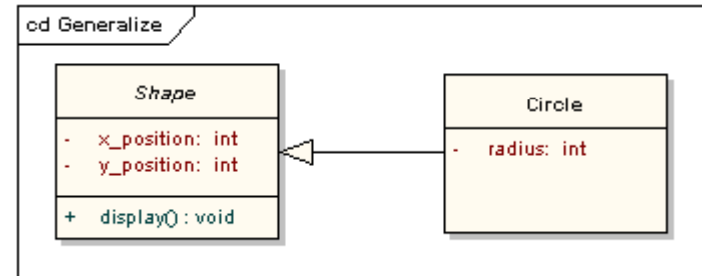 cd Generalize
Shape
- x_position: int
- y_position: int
+ display() : void
Circle
- radius: int